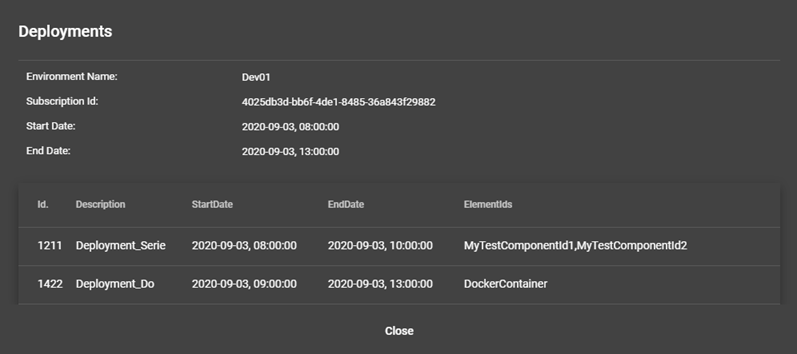 Deployments
Environment Name: Dev01
Subscription Id: 4025db3d-bb6f-4de1-8485-36a843f29882
Start Date: 2020-09-03, 08:00:00
End Date: 2020-09-03, 13:00:00
Id. Description StartDate EndDate ElementIds
1211 Deployment_Serie 2020-09-03, 08:00:00 2020-09-03, 10:00:00 MyTestComponentId1,MyTestComponentId2
1422 Deployment_Do 2020-09-03, 09:00:00 2020-09-03, 13:00:00 DockerContainer
Close